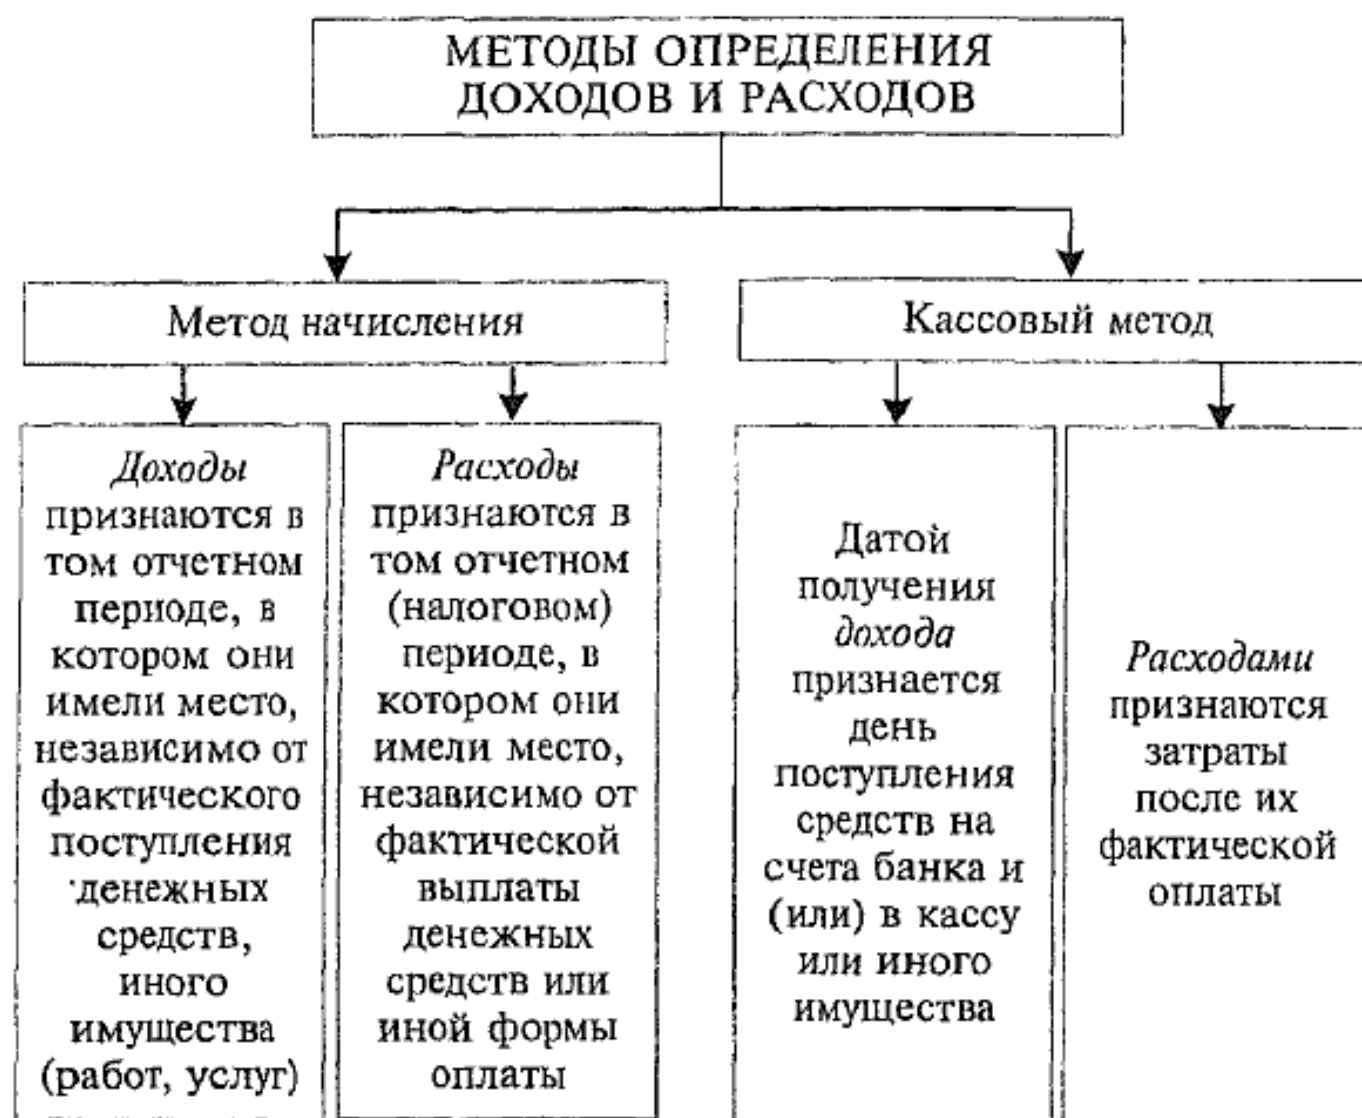 МЕТОДЫ ОПРЕДЕЛЕНИЯ
ДОХОДОВ И РАСХОДОВ
Метод начисления
Кассовый метод
Доходы
признаются в
том отчетном
периоде, в
котором они
имели место,
независимо от
фактического
поступления
денежных
средств,
иного
имущества
(работ, услуг)
Расходы
признаются в
том отчетном
(налоговом)
периоде, в
котором они
имели место,
независимо от
фактической
выплаты
денежных
средств или
иной формы
оплаты
Датой
получения
дохода
признается
день
поступления
средств на
счета банка и
(или) в кассу
или иного
имущества
Расходами
признаются
затраты
после их
фактической
оплаты